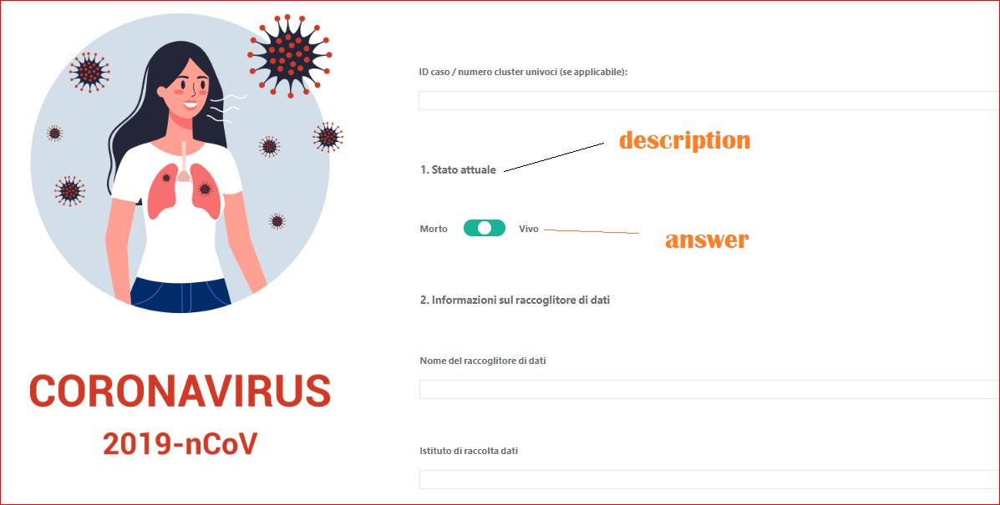 CORONAVIRUS
2019-nCoV
ID caso / numero cluster univoci (se applicabile):
description
1. Stato attuale
Morto Vivo
answer
2. Informazioni sul raccoglitore di dati
Nome del raccoglitore di dati
Istituto di raccolta dati